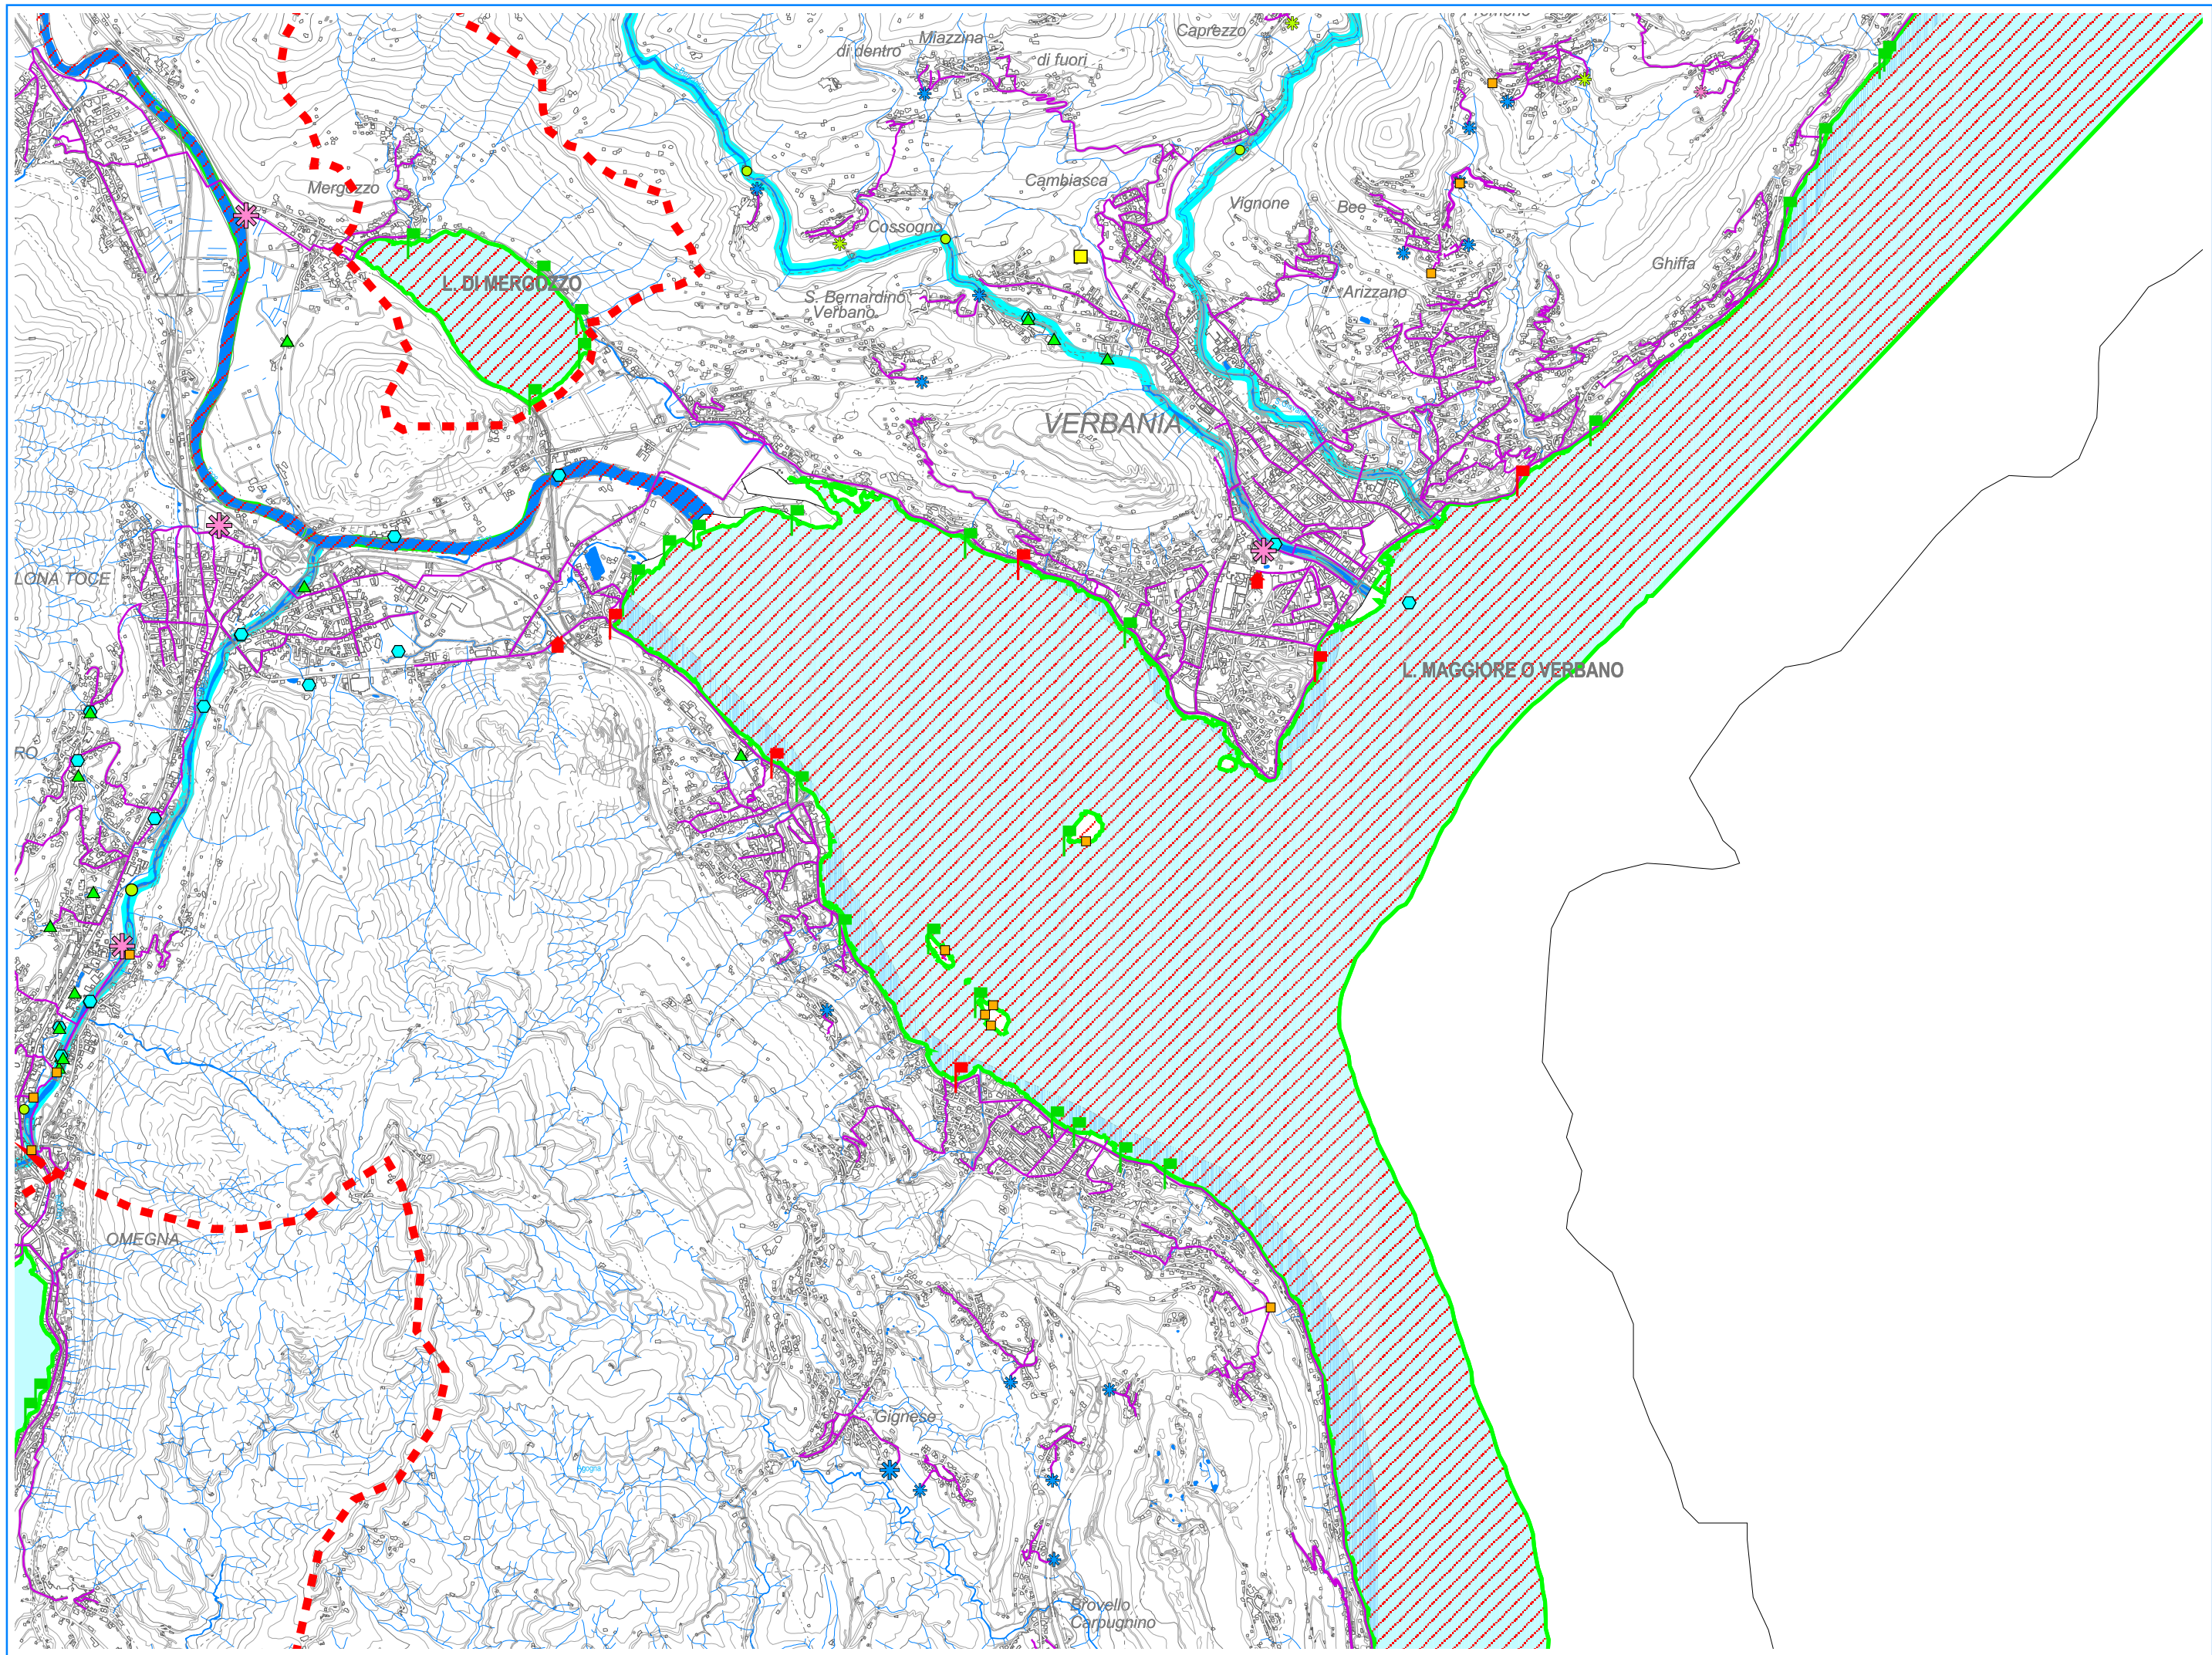 Miazzina
di dentro
di fuori
Caprezzo
Mergozzo
Cambiasca
Vignone
Bee
Cossogno
L. DI MERGOZZO
S. Bernardino
Verbano
Arizzano
Ghiffa
VERBANIA
LONA TOCE
L. MAGGIORE O VERBANO
RO
OMEGNA
Gignese
Agogna
Brovello
Carpugnino